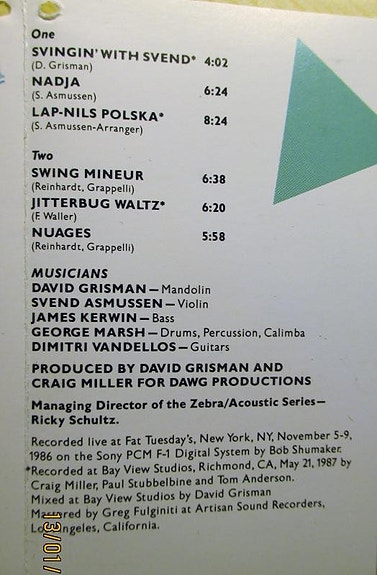 One
SVINGIN' WITH SVEND* 4:02
(D. Grisman)
NADJA 6:24
(S. Asmussen)
LAP-NILS POLSKA* 8:24
(S. Asmussen-Arranger)
Two
SWING MINEUR 6:38
(Reinhardt, Grappelli)
JITTERBUG WALTZ* 6:20
(F. Waller)
NUAGES 5:58
(Reinhardt, Grappelli)
MUSICIANS
DAVID GRISMAN—Mandolin
SVEND ASMUSSEN—Violin
JAMES KERWIN—Bass
GEORGE MARSH—Drums, Percussion, Calimba
DIMITRI VANDELLOS—Guitars
PRODUCED BY DAVID GRISMAN AND
CRAIG MILLER FOR DAWG PRODUCTIONS
Managing Director of the Zebra/Acoustic Series—
Ricky Schultz.
Recorded live at Fat Tuesday's, New York, NY, November 5-9,
1986 on the Sony PCM F-1 Digital System by Bob Shumaker.
*Recorded at Bay View Studios, Richmond, CA, May 21, 1987 by
Craig Miller, Paul Stubbelbine and Tom Anderson.
Mixed at Bay View Studios by David Grisman
Mastered by Greg Fulginiti at Artisan Sound Recorders,
Los Angeles, California.
13/01/